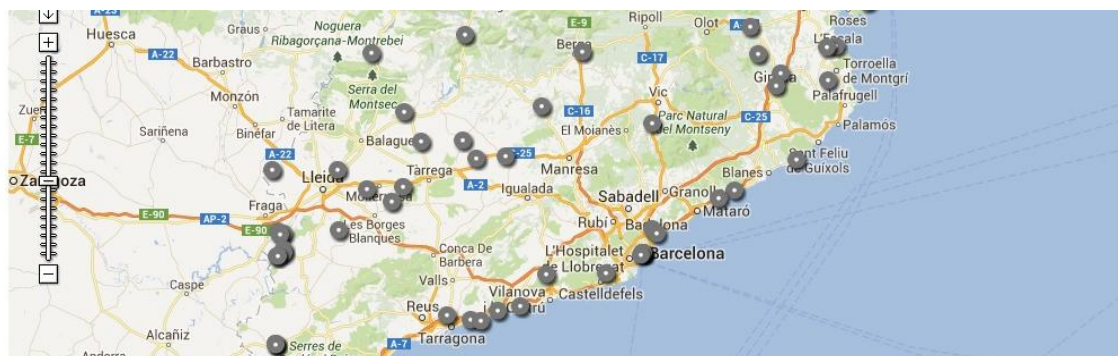 Noguera
Ribagorçana-Montrebei
Graus
Huesca
E-9
Ripoll
Olot
Roses
L'Escala
A-22
Barbastro
Berga
C-17
Torroella
de Montgrí
Serra del
Montsec
Palafrugell
Monzón
Tamarite
de Litera
C-16
Vic
Parc Natural
del Montseny
C-25
Palamós
E-7
Sariñena
Binéfar
Balague
El Moianès
A-22
C-25
Manresa
Sant Feliu
de Guíxols
Lleida
Tàrrega
A-2
Igualada
Blanes
Sabadell
Granoll
Fraga
AP-2
E-90
E-90
Les Borges
Blanques
Rubí
Mataró
Conca De
Barbera
L'Hospitalet
de Llobregat
Barcelona
Caspe
Valls
Vilanova
Castelldefels
Reus
Alcañiz
Tarragona
A-7
Serres de